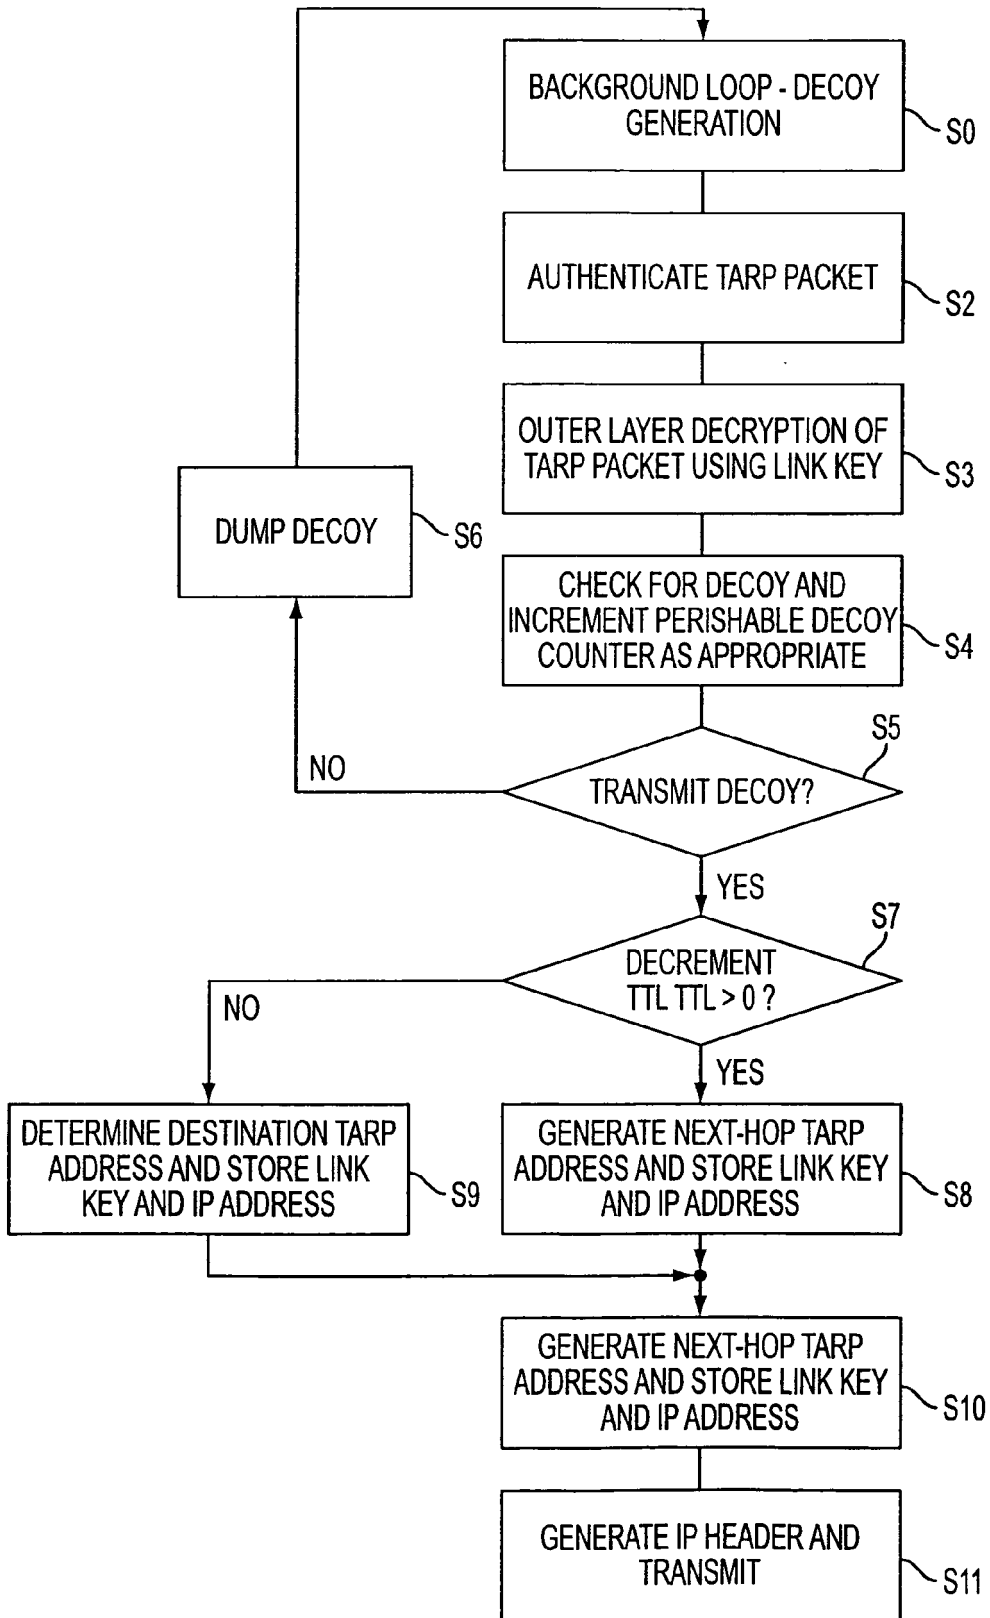 BACKGROUND LOOP - DECOY
GENERATION
S0
AUTHENTICATE TARP PACKET
S2
OUTER LAYER DECRYPTION OF
TARP PACKET USING LINK KEY
S3
DUMP DECOY
S6
CHECK FOR DECOY AND
INCREMENT PERISHABLE DECOY
COUNTER AS APPROPRIATE
S4
S5
TRANSMIT DECOY?
NO
YES
S7
DECREMENT
TTL TTL > 0 ?
NO
YES
DETERMINE DESTINATION TARP
ADDRESS AND STORE LINK
KEY AND IP ADDRESS
S9
GENERATE NEXT-HOP TARP
ADDRESS AND STORE LINK KEY
AND IP ADDRESS
S8
GENERATE NEXT-HOP TARP
ADDRESS AND STORE LINK KEY
AND IP ADDRESS
S10
GENERATE IP HEADER AND
TRANSMIT
S11